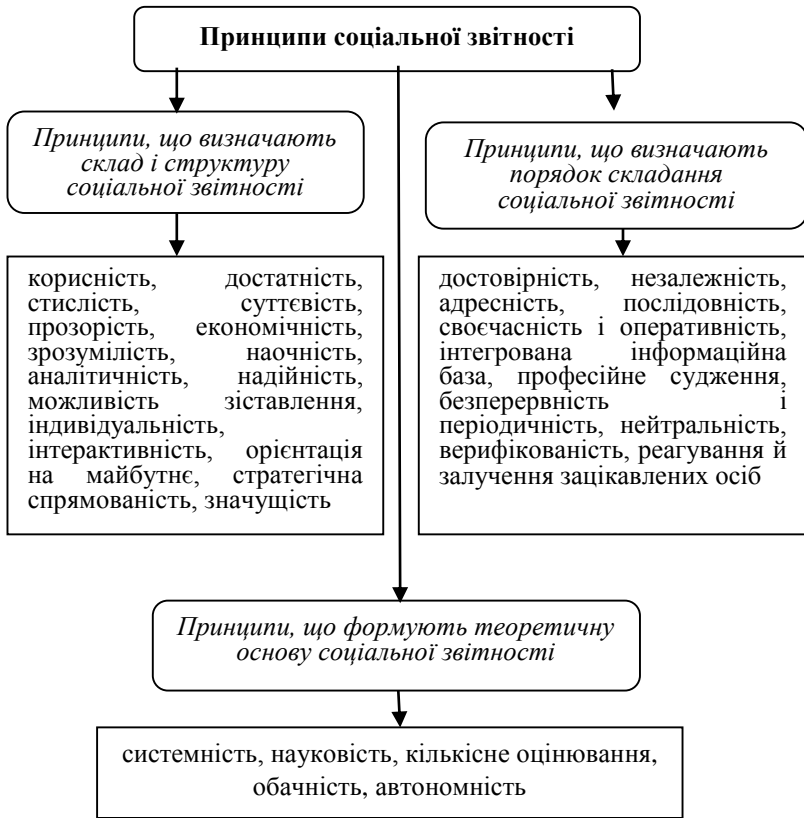 Принципи соціальної звітності
Принципи, що визначають
склад і структуру
соціальної звітності
Принципи, що визначають
порядок складання
соціальної звітності
корисність, достатність,
стислість, суттєвість,
прозорість, економічність,
зрозумілість, наочність,
аналітичність, надійність,
можливість зіставлення,
індивідуальність,
інтерактивність, орієнтація
на майбутнє, стратегічна
спрямованість, значущість
достовірність, незалежність,
адресність, послідовність,
своєчасність і оперативність,
інтегрована інформаційна
база, професійне судження,
безперервність і
періодичність, нейтральність,
верифікованість, реагування й
залучення зацікавлених осіб
Принципи, що формують теоретичну
основу соціальної звітності
системність, науковість, кількісне оцінювання,
обачність, автономність